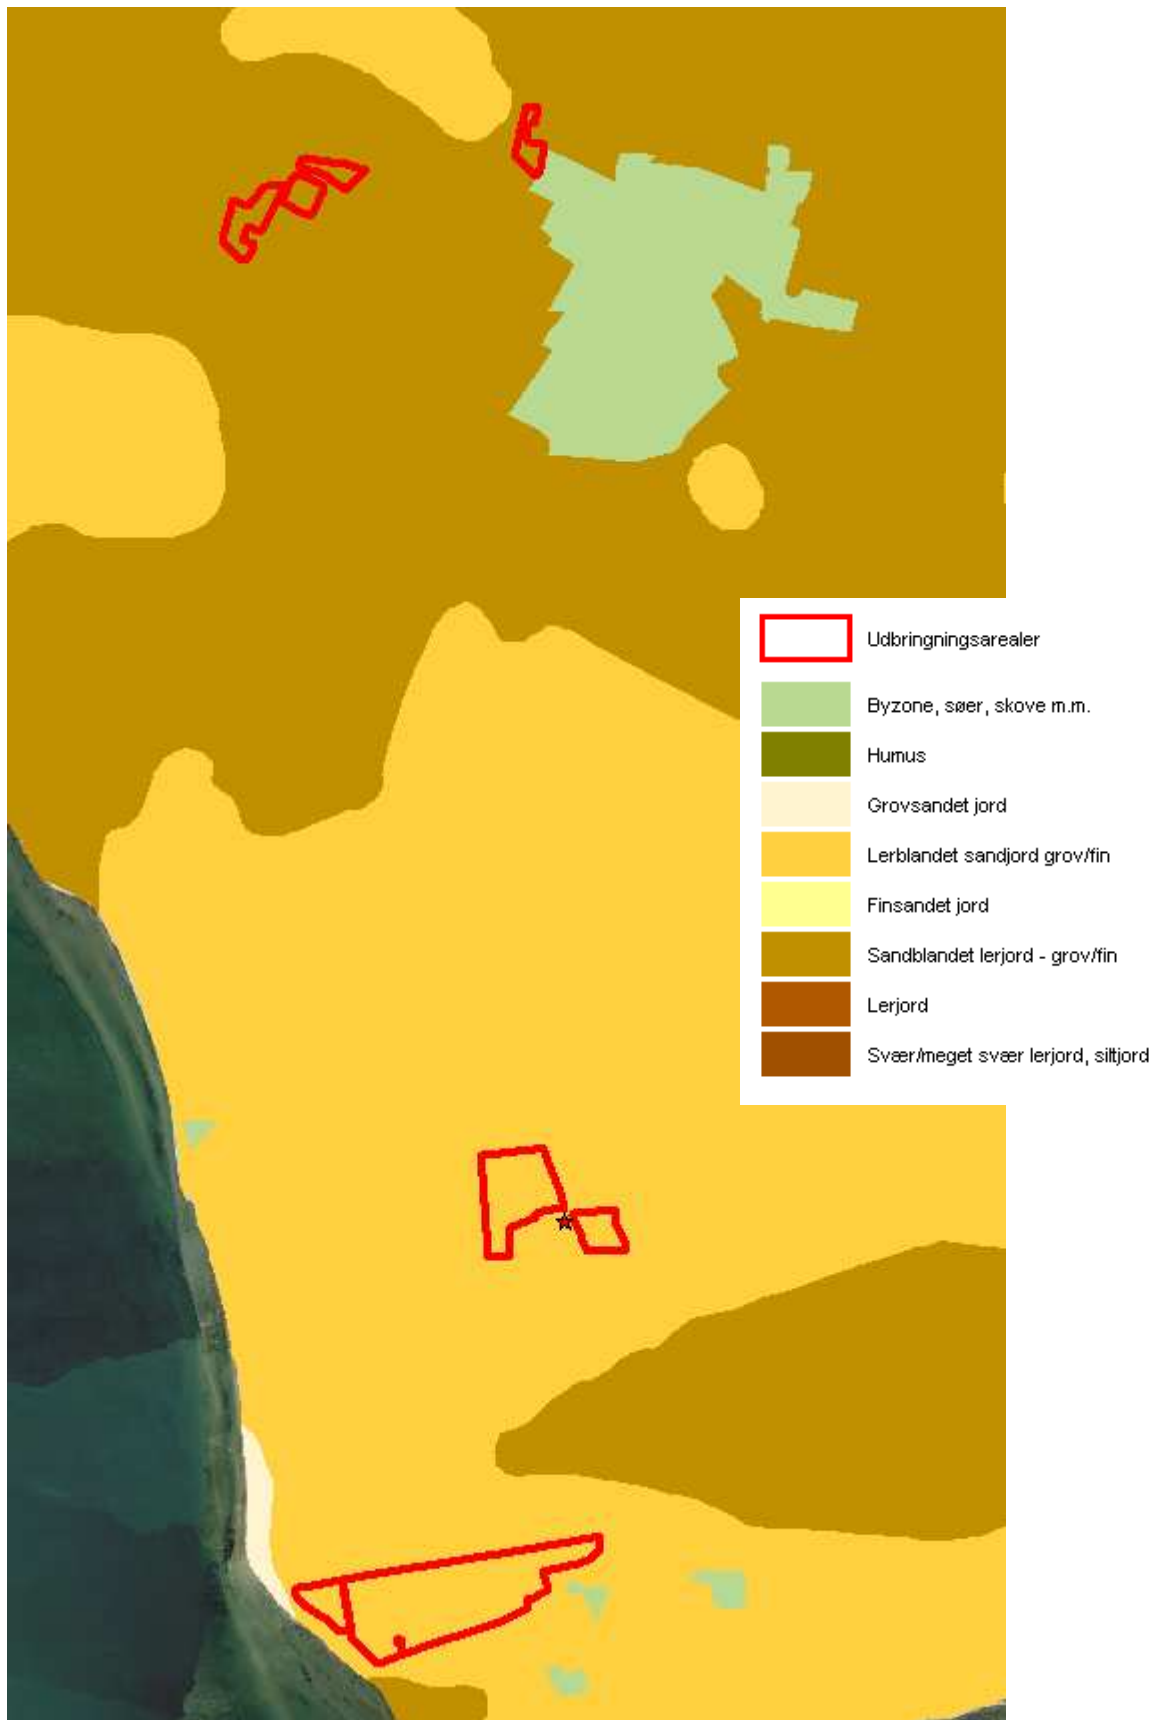 Udbringningsarealer
Byzone, søer, skove m.m.
Humus
Grovsandet jord
Lerblandet sandjord grov/fin
Finsandet jord
Sandblandet lerjord - grov/fin
Lerjord
Svær/meget svær lerjord, siltjord